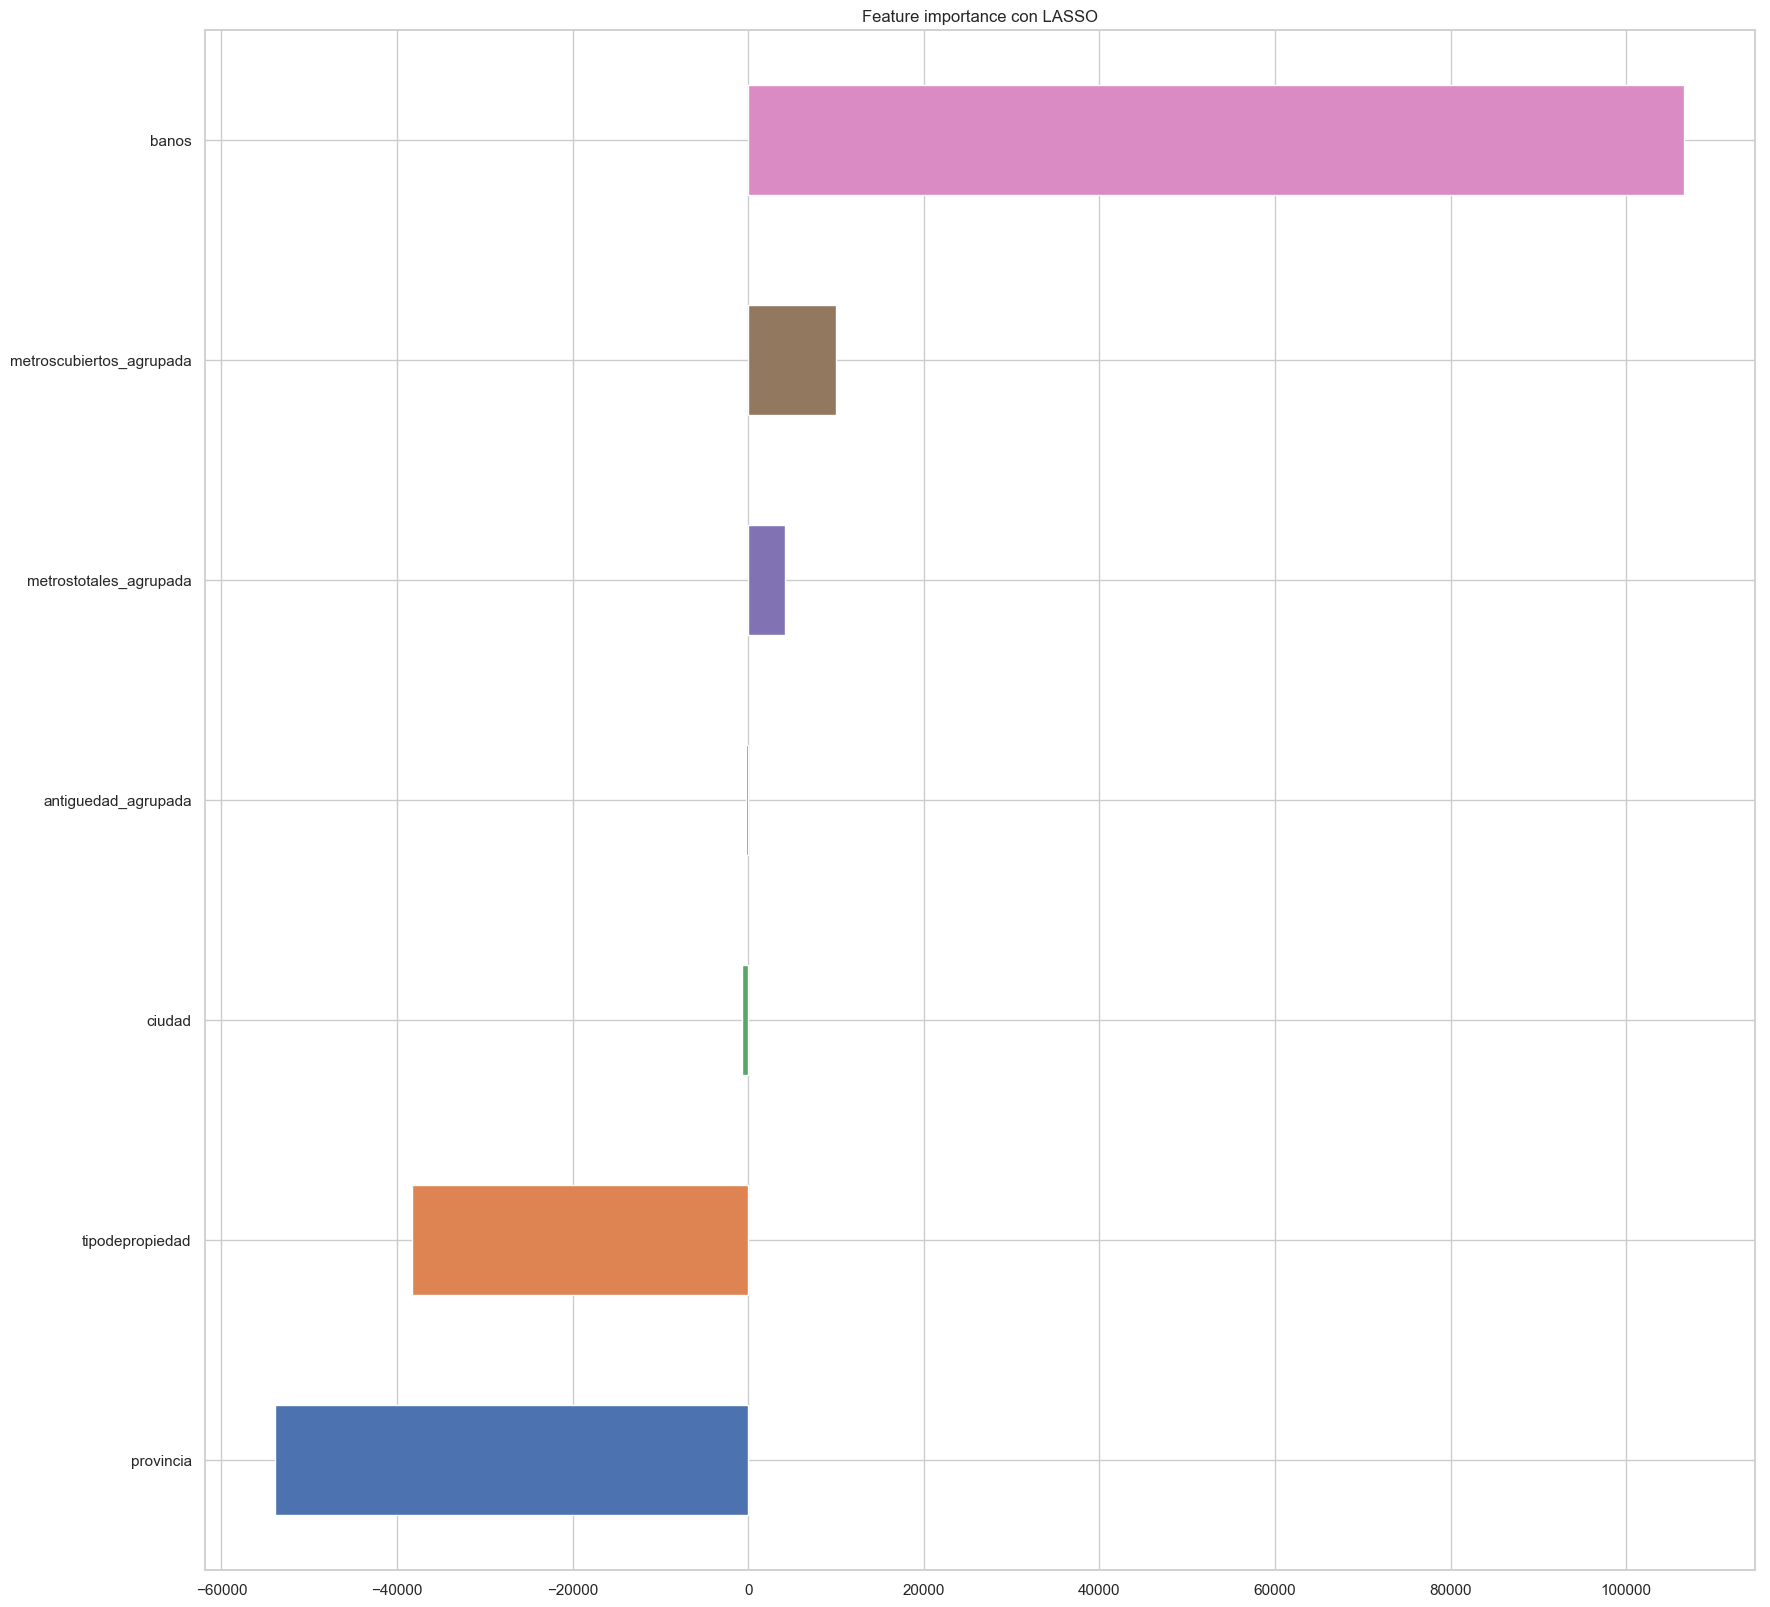 Feature importance con LASSO
banos
metroscubiertos_agrupada
metrostotales_agrupada
antiguedad_agrupada
ciudad
tipodepropiedad
provincia
−60000 −40000 −20000 0 20000 40000 60000 80000 100000